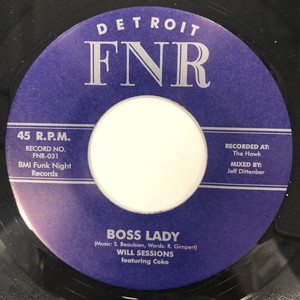 DETROIT
FNR
45 R.P.M.
RECORD NO.
FNR-031
BMI Funk Night
Records
RECORDED AT:
The Hawk
MIXED BY:
Jeff Dittenber
BOSS LADY
(Music: S. Beaubien, Words: R. Gimpert)
WILL SESSIONS
featuring Coko